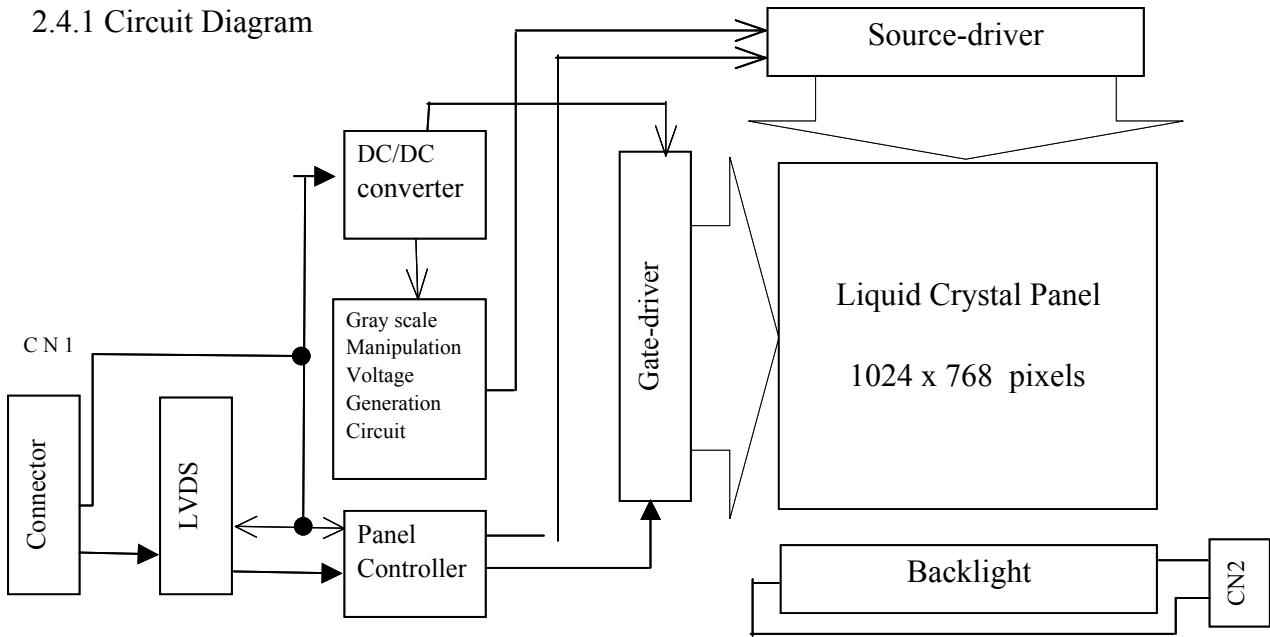 2.4.1 Circuit Diagram
Source-driver
DC/DC
converter
Gate-driver
Liquid Crystal Panel
1024 x 768 pixels
Gray scale
Manipulation
Voltage
Generation
Circuit
C N 1
Connector
LVDS
Panel
Controller
Backlight
CN2